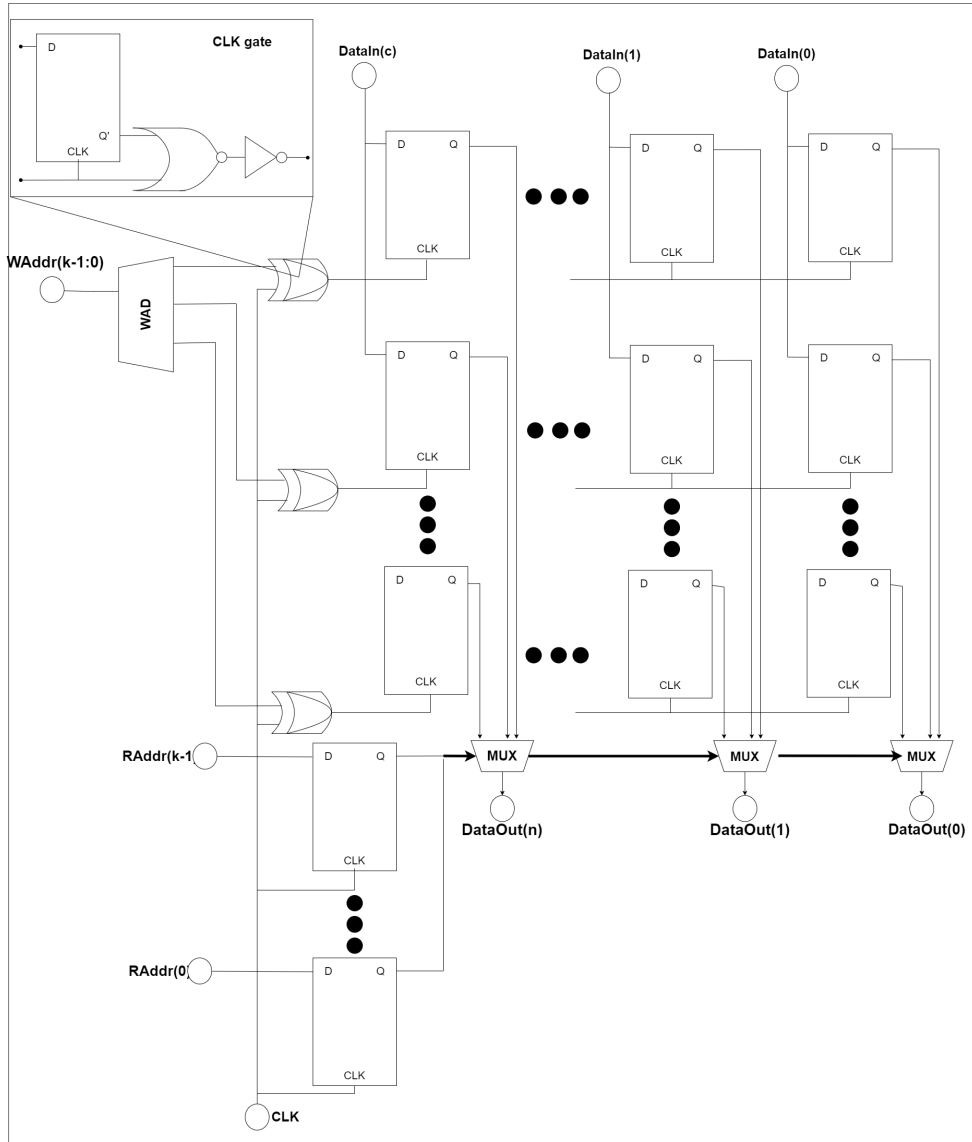 D
CLK gate
Q'
CLK
DataIn(c)
DataIn(1)
DataIn(0)
D Q
CLK
D Q
CLK
D Q
CLK
WAddr(k-1:0)
WAD
D Q
CLK
D Q
CLK
D Q
CLK
D Q
CLK
D Q
CLK
D Q
CLK
RAddr(k-1
D Q
CLK
MUX
MUX
MUX
DataOut(n)
DataOut(1)
DataOut(0)
RAddr(0)
D Q
CLK
CLK